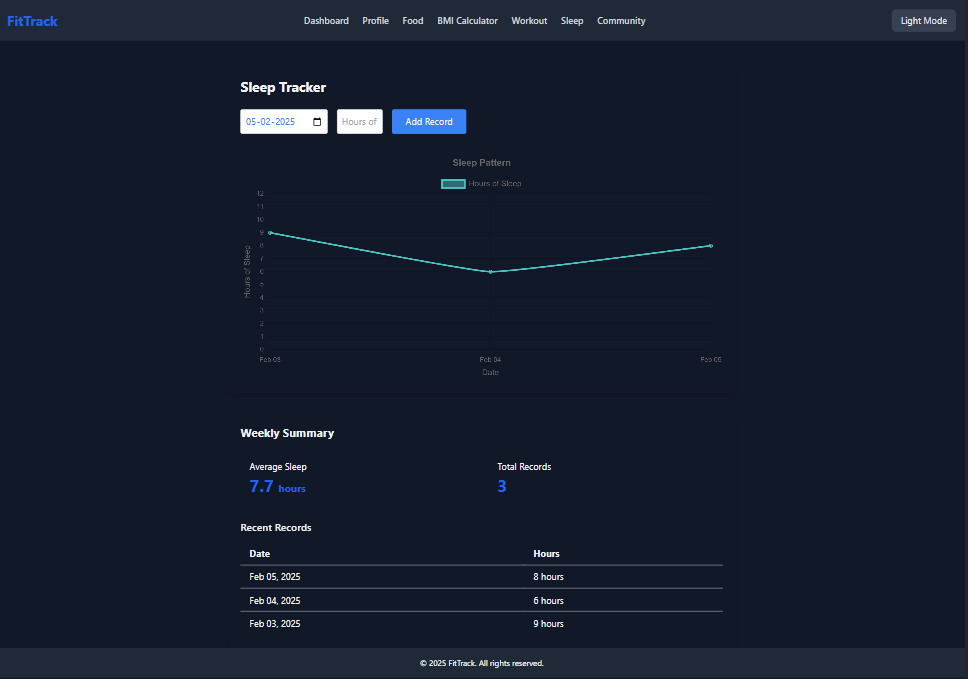 FitTrack Dashboard Profile Food BMI Calculator Workout Sleep Community Light Mode
Sleep Tracker
05-02-2025 Hours of Add Record
Sleep Pattern
Hours of Sleep
12
11
10
9
8
7
6
5
4
3
2
1
0
Hours of Sleep
Feb 03 Feb 04 Feb 05
Date
Weekly Summary
Average Sleep Total Records
7.7 hours 3
Recent Records
Date Hours
Feb 05, 2025 8 hours
Feb 04, 2025 6 hours
Feb 03, 2025 9 hours
© 2025 FitTrack. All rights reserved.